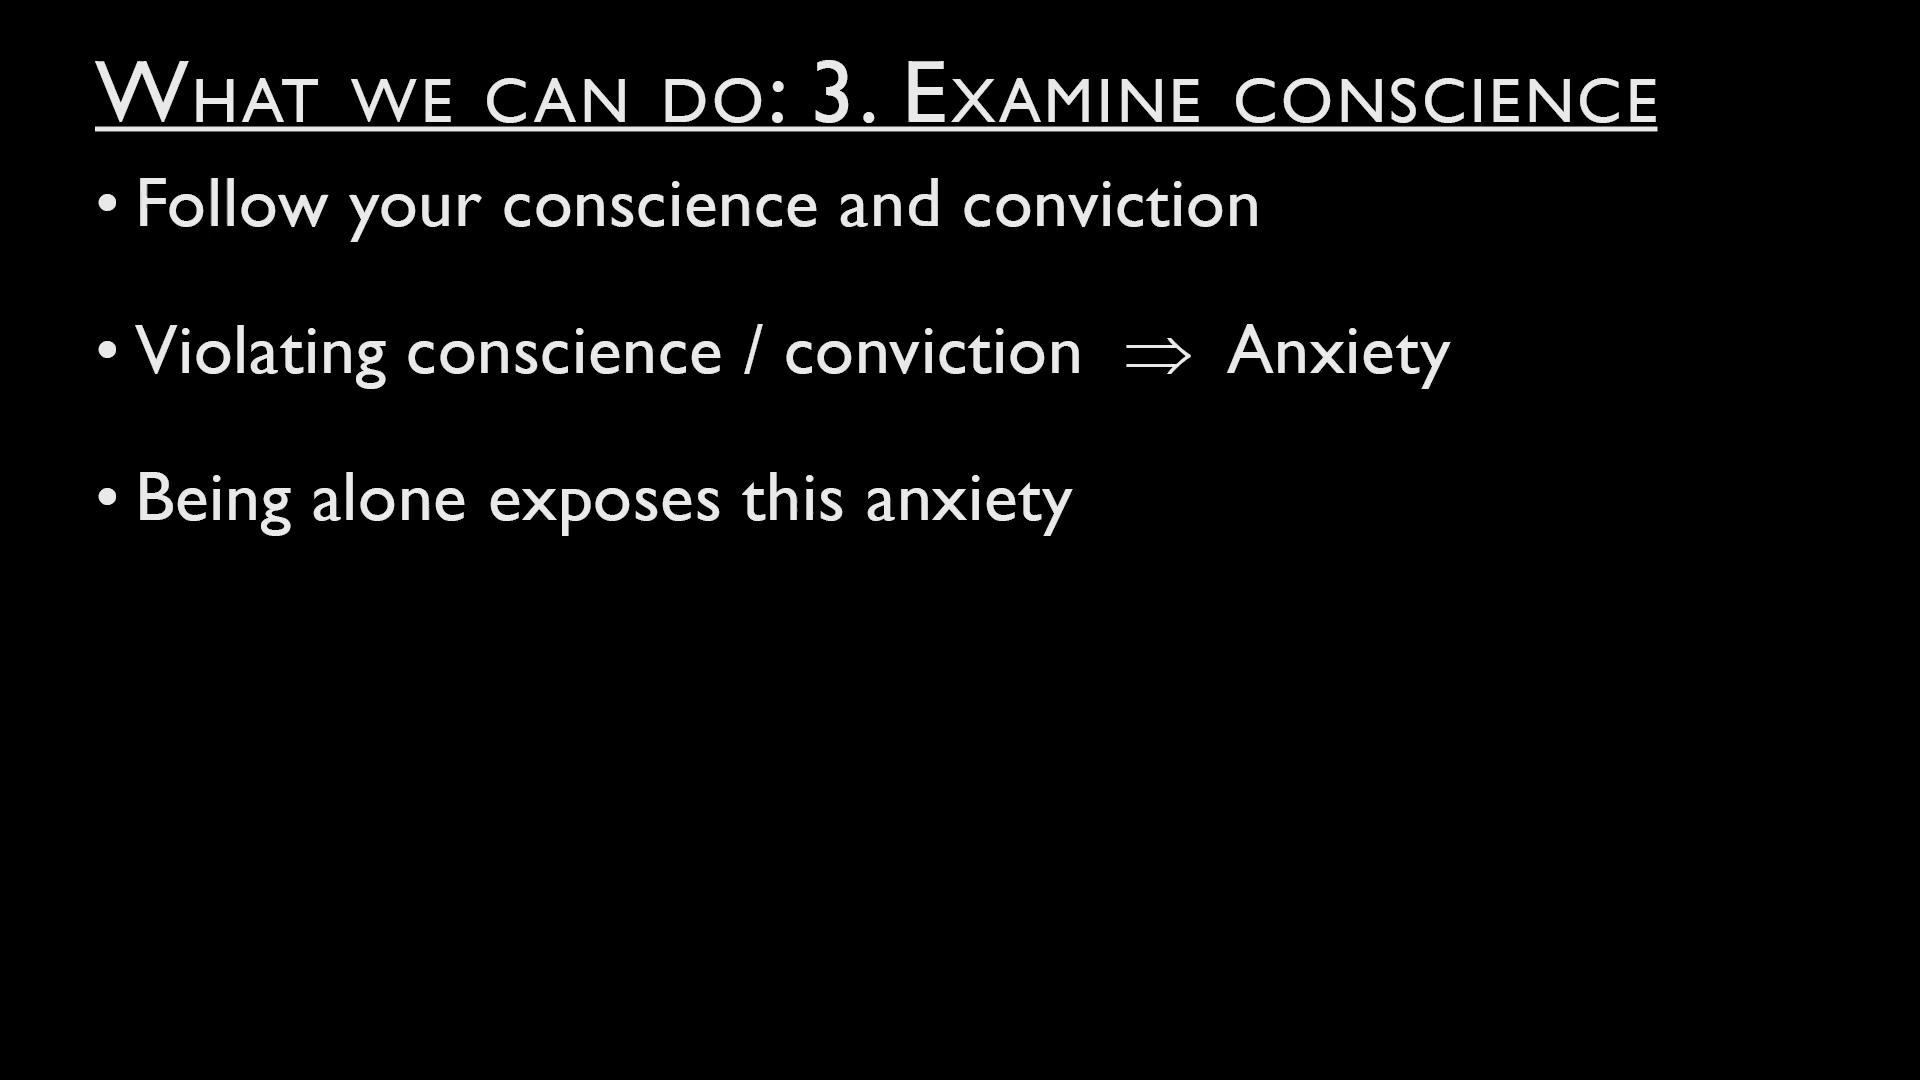 What we can do: 3. Examine conscience
• Follow your conscience and conviction
• Violating conscience / conviction ⇒ Anxiety
• Being alone exposes this anxiety